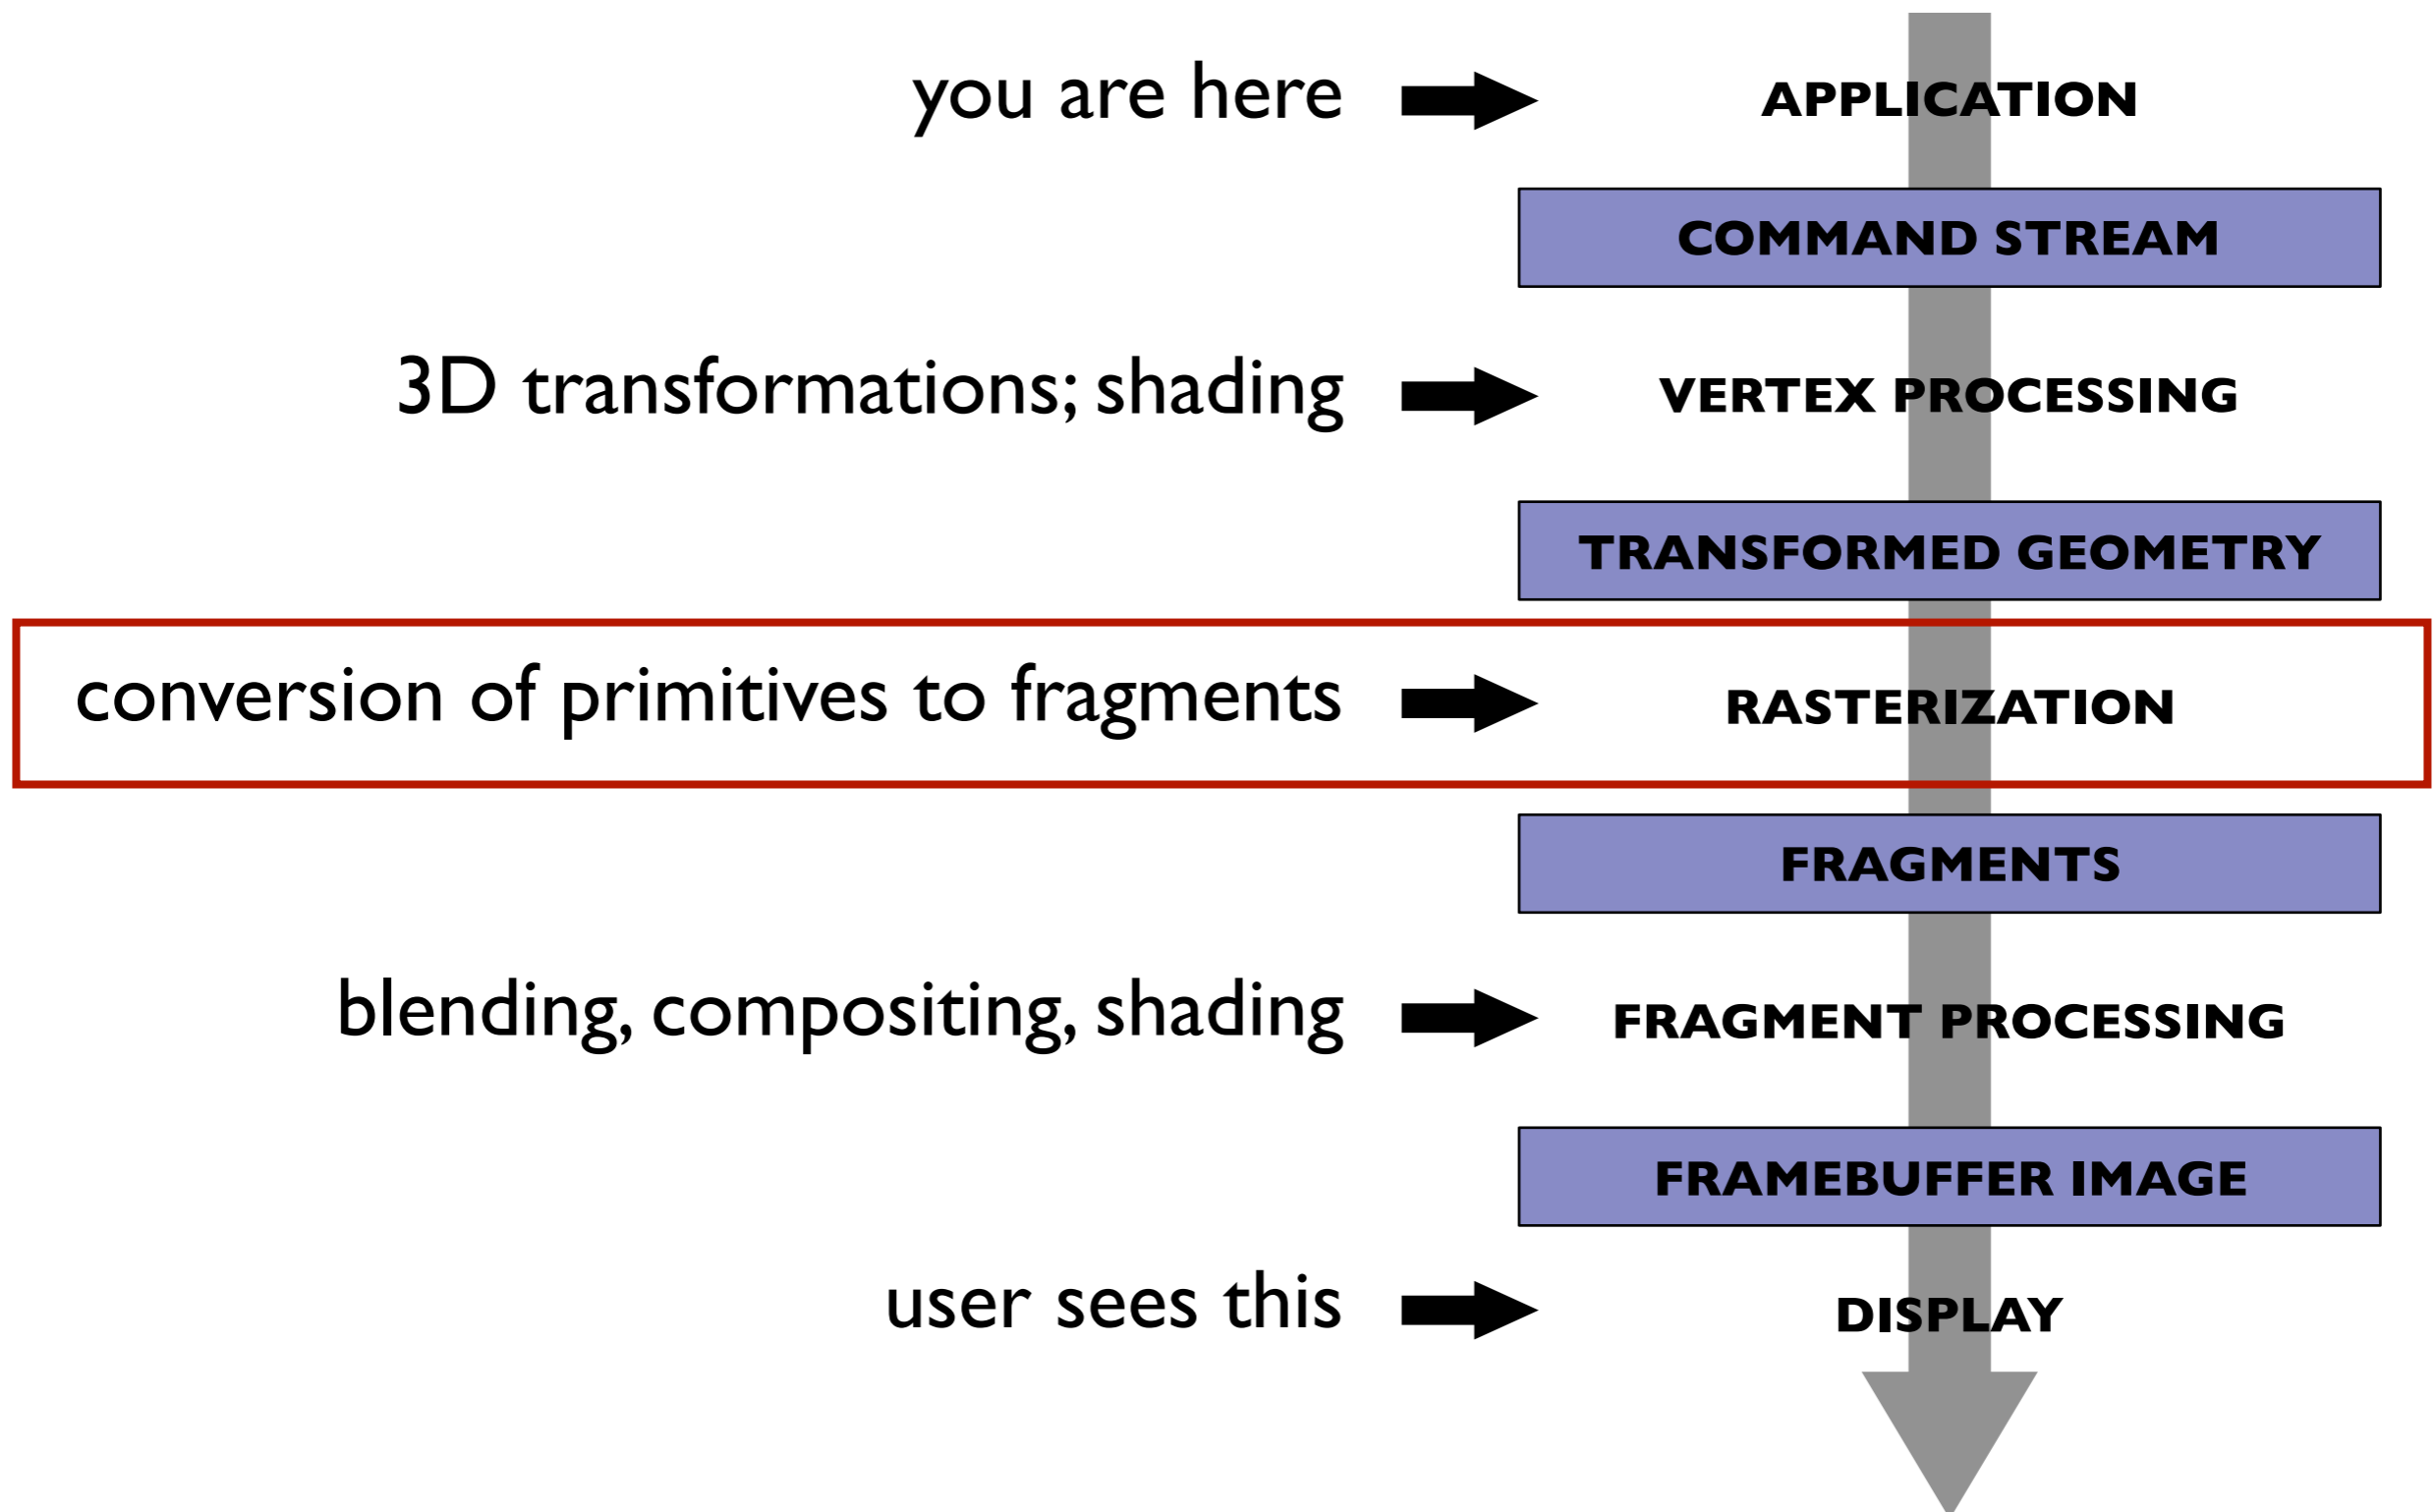 you are here
APPLICATION
COMMAND STREAM
3D transformations; shading
VERTEX PROCESSING
TRANSFORMED GEOMETRY
conversion of primitives to fragments
RASTERIZATION
FRAGMENTS
blending, compositing, shading
FRAGMENT PROCESSING
FRAMEBUFFER IMAGE
user sees this
DISPLAY